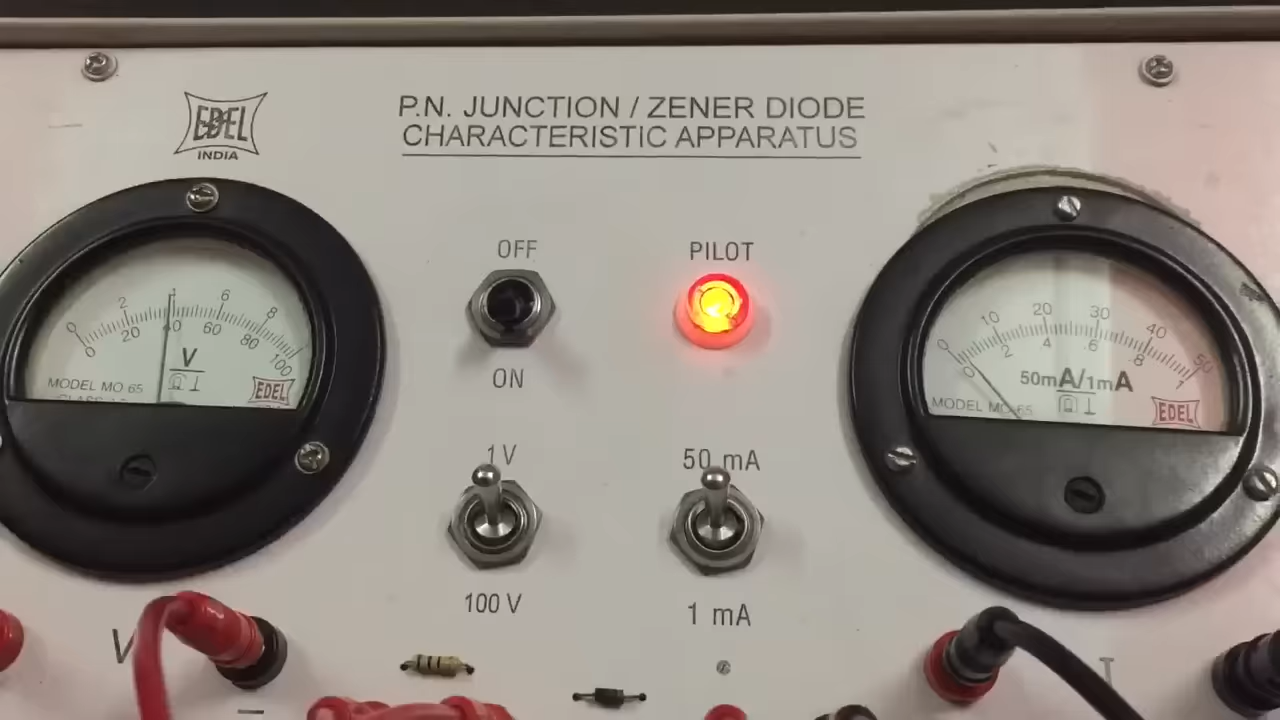 EDEL
INDIA
P.N. JUNCTION / ZENER DIODE
CHARACTERISTIC APPARATUS
OFF
ON
PILOT
0 2 6 8 1
0 20 60 80 100
V
MODEL MO 65
EDEL
0 10 20 30 40 50
0 2 4 .6 .8 1
50mA/1mA
MODEL MO 65
EDEL
1 V
100 V
50 mA
1 mA
V